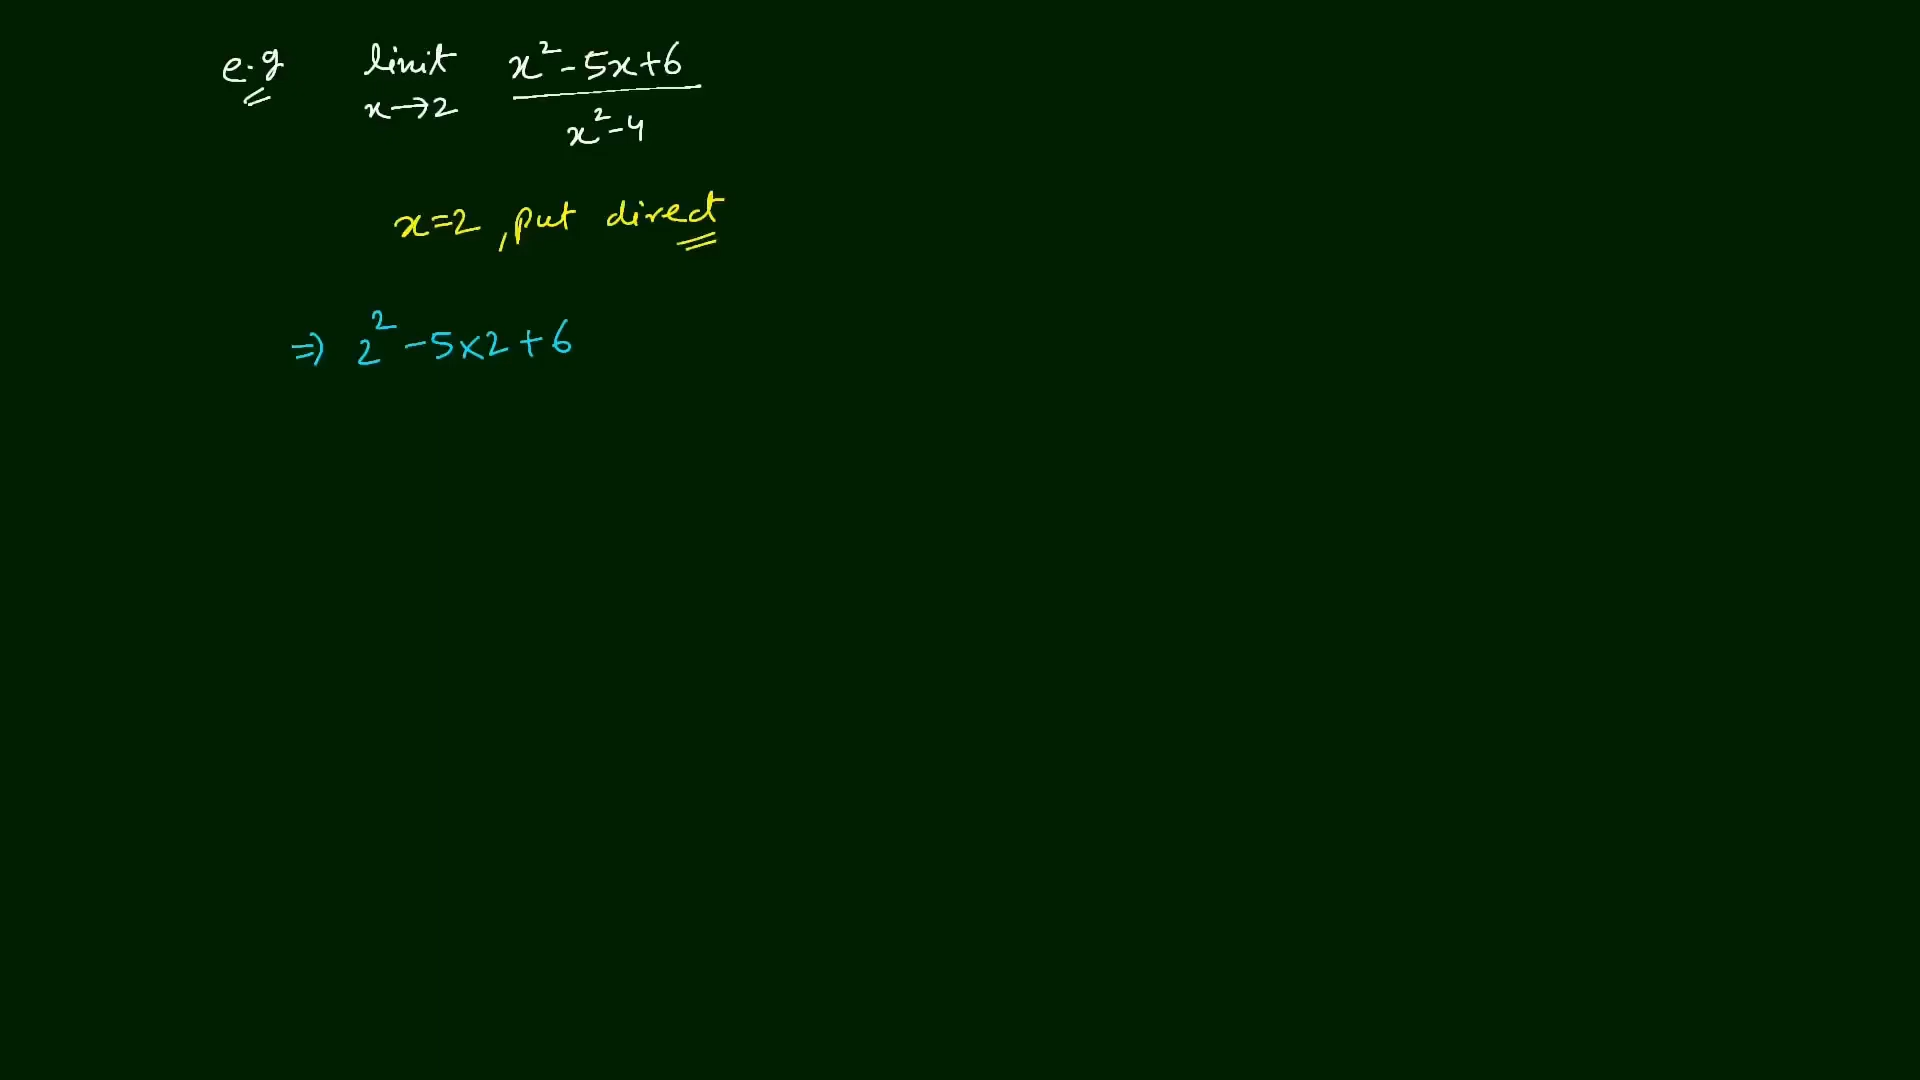 e.g limit x²-5x+6
x→2 x²-4
x=2, put direct
⇒ 2²-5×2+6